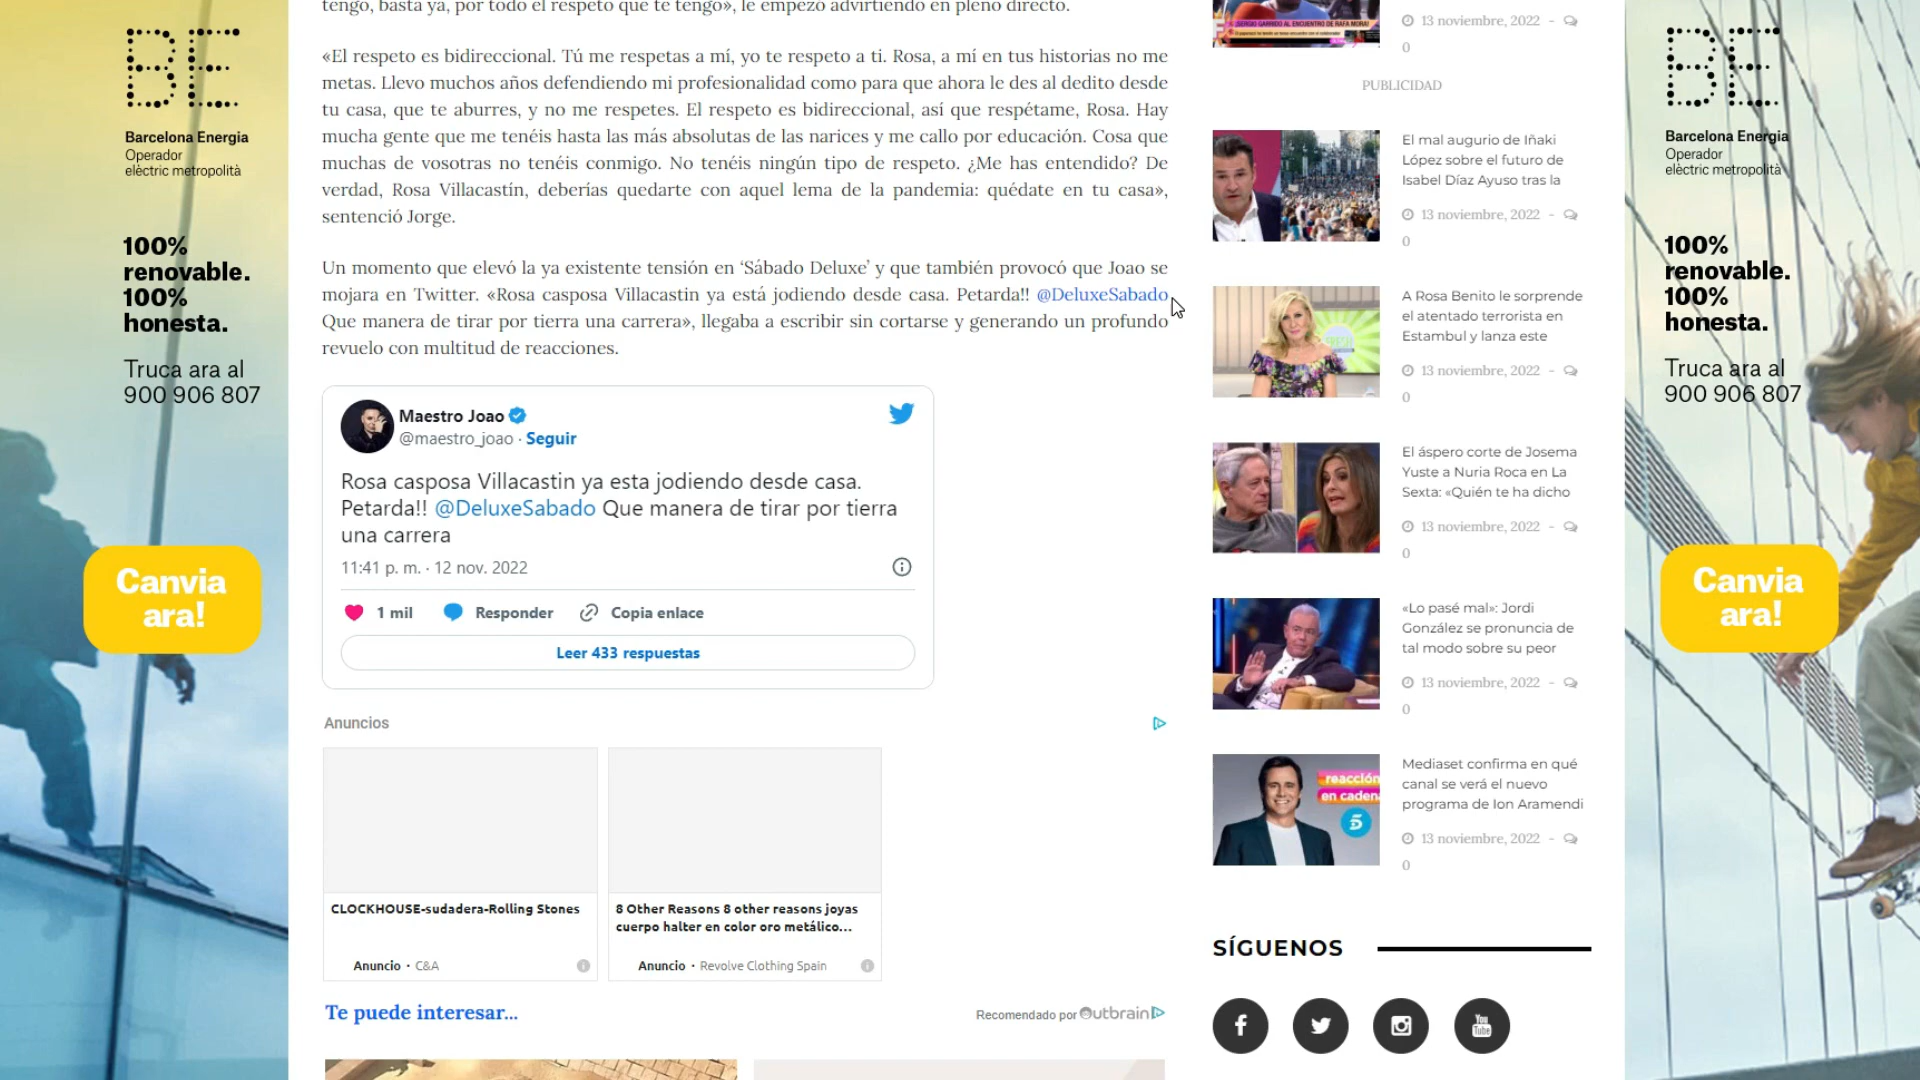 BE
Barcelona Energia
Operador
elèctric metropolità
100%
renovable.
100%
honesta.
Truca ara al
900 906 807
Canvia
ara!
tengo, basta ya, por todo el respeto que te tengo», le empezó advirtiendo en pleno directo.
«El respeto es bidireccional. Tú me respetas a mí, yo te respeto a ti. Rosa, a mí en tus historias no me
metas. Llevo muchos años defendiendo mi profesionalidad como para que ahora le des al dedito desde
tu casa, que te aburres, y no me respetes. El respeto es bidireccional, así que respétame, Rosa. Hay
mucha gente que me tenéis hasta las más absolutas de las narices y me callo por educación. Cosa que
muchas de vosotras no tenéis conmigo. No tenéis ningún tipo de respeto. ¿Me has entendido? De
verdad, Rosa Villacastín, deberías quedarte con aquel lema de la pandemia: quédate en tu casa»,
sentenció Jorge.
Un momento que elevó la ya existente tensión en ‘Sábado Deluxe’ y que también provocó que Joao se
mojara en Twitter. «Rosa casposa Villacastin ya está jodiendo desde casa. Petarda!! @DeluxeSabado
Que manera de tirar por tierra una carrera», llegaba a escribir sin cortarse y generando un profundo
revuelo con multitud de reacciones.
Maestro Joao
@maestro_joao · Seguir
Rosa casposa Villacastin ya esta jodiendo desde casa.
Petarda!! @DeluxeSabado Que manera de tirar por tierra
una carrera
11:41 p. m. · 12 nov. 2022
1 mil Responder Copia enlace
Leer 433 respuestas
Anuncios
CLOCKHOUSE-sudadera-Rolling Stones
Anuncio · C&A
8 Other Reasons 8 other reasons joyas
cuerpo halter en color oro metálico...
Anuncio · Revolve Clothing Spain
Te puede interesar...
Recomendado por Outbrain
¡SERGIO GARRIDO AL ENCUENTRO DE RAFA MORA!
13 noviembre, 2022 -
0
PUBLICIDAD
El mal augurio de Iñaki
López sobre el futuro de
Isabel Díaz Ayuso tras la
13 noviembre, 2022 -
0
A Rosa Benito le sorprende
el atentado terrorista en
Estambul y lanza este
13 noviembre, 2022 -
0
El áspero corte de Josema
Yuste a Nuria Roca en La
Sexta: «Quién te ha dicho
13 noviembre, 2022 -
0
«Lo pasé mal»: Jordi
González se pronuncia de
tal modo sobre su peor
13 noviembre, 2022 -
0
reacción
en cadena
5
Mediaset confirma en qué
canal se verá el nuevo
programa de Ion Aramendi
13 noviembre, 2022 -
0
SÍGUENOS
You
Tube
BE
Barcelona Energia
Operador
elèctric metropolità
100%
renovable.
100%
honesta.
Truca ara al
900 906 807
Canvia
ara!